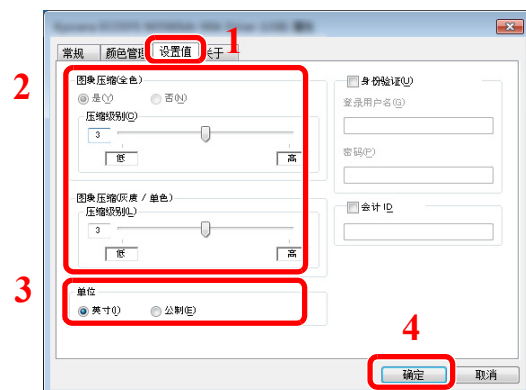 常规 颜色管理 设置值 关于
1
2
图象压缩(全色)
是(Y) 否(N)
压缩级别(C)
3
低 高
图象压缩(灰度 / 单色)
压缩级别(L)
3
低 高
3
单位
英寸(I) 公制(E)
身份验证(U)
登录用户名(G)
密码(P)
会计 ID
4
确定 取消